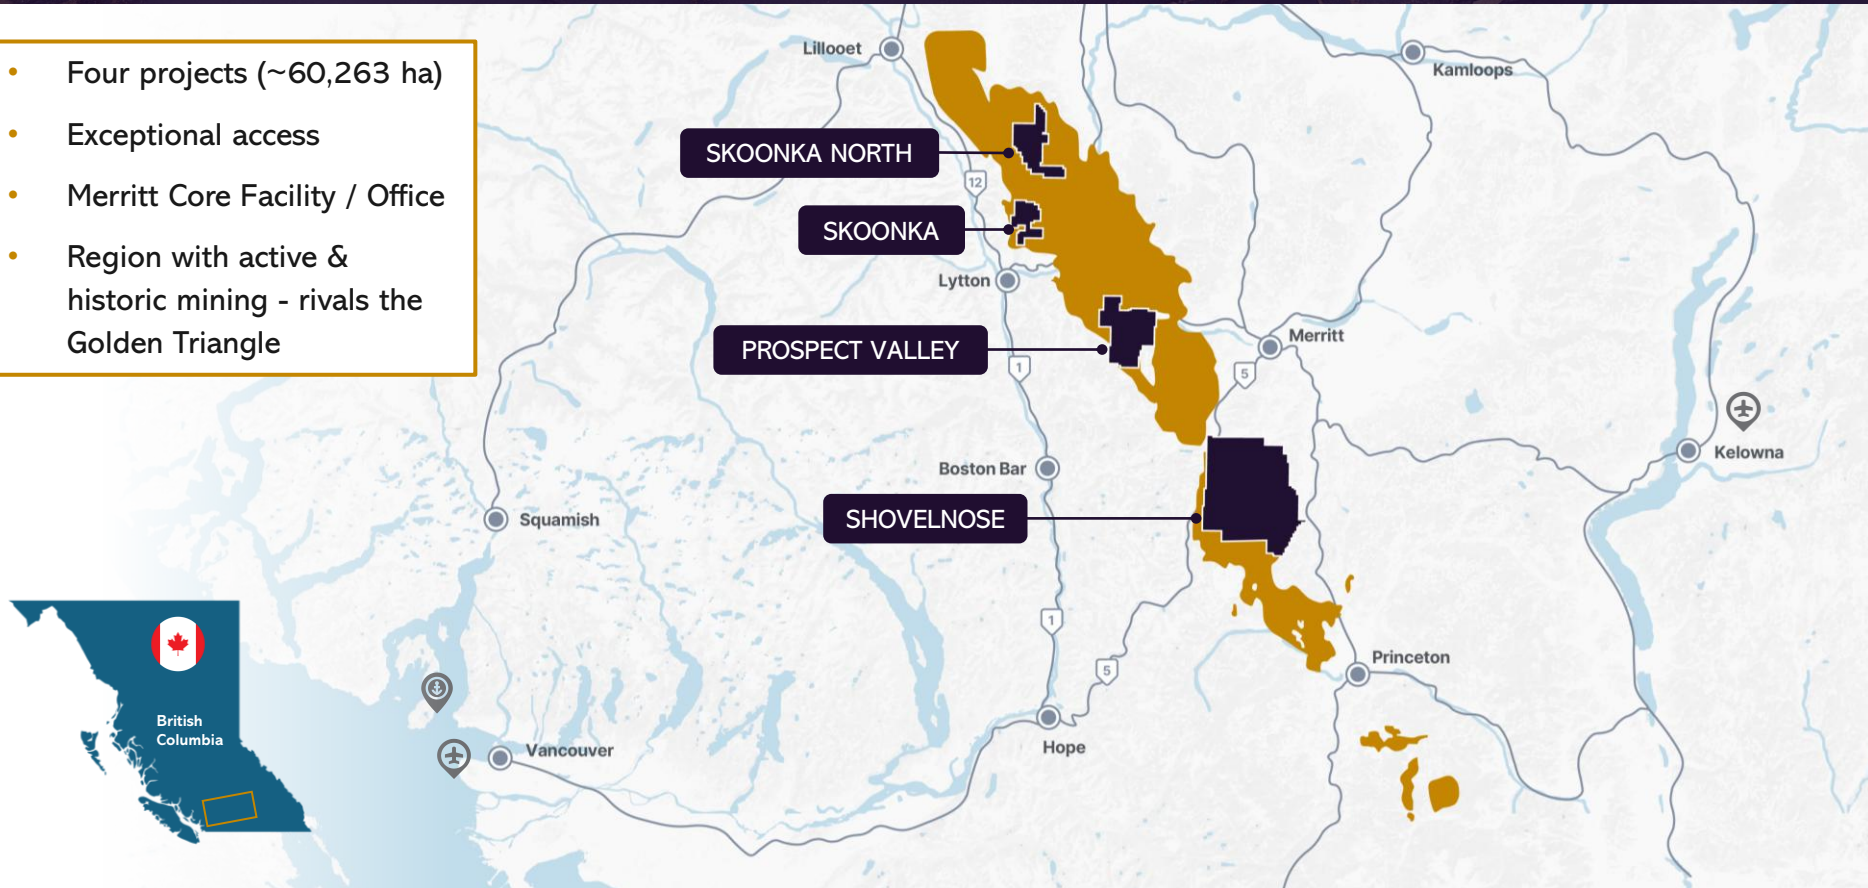 • Four projects (~60,263 ha)
• Exceptional access
• Merritt Core Facility / Office
• Region with active &
historic mining - rivals the
Golden Triangle
Lillooet
Kamloops
SKOONKA NORTH
12
SKOONKA
Lytton
PROSPECT VALLEY
Merritt
1
5
Boston Bar
Kelowna
SHOVELNOSE
Squamish
1
5
Princeton
British
Columbia
Vancouver
Hope